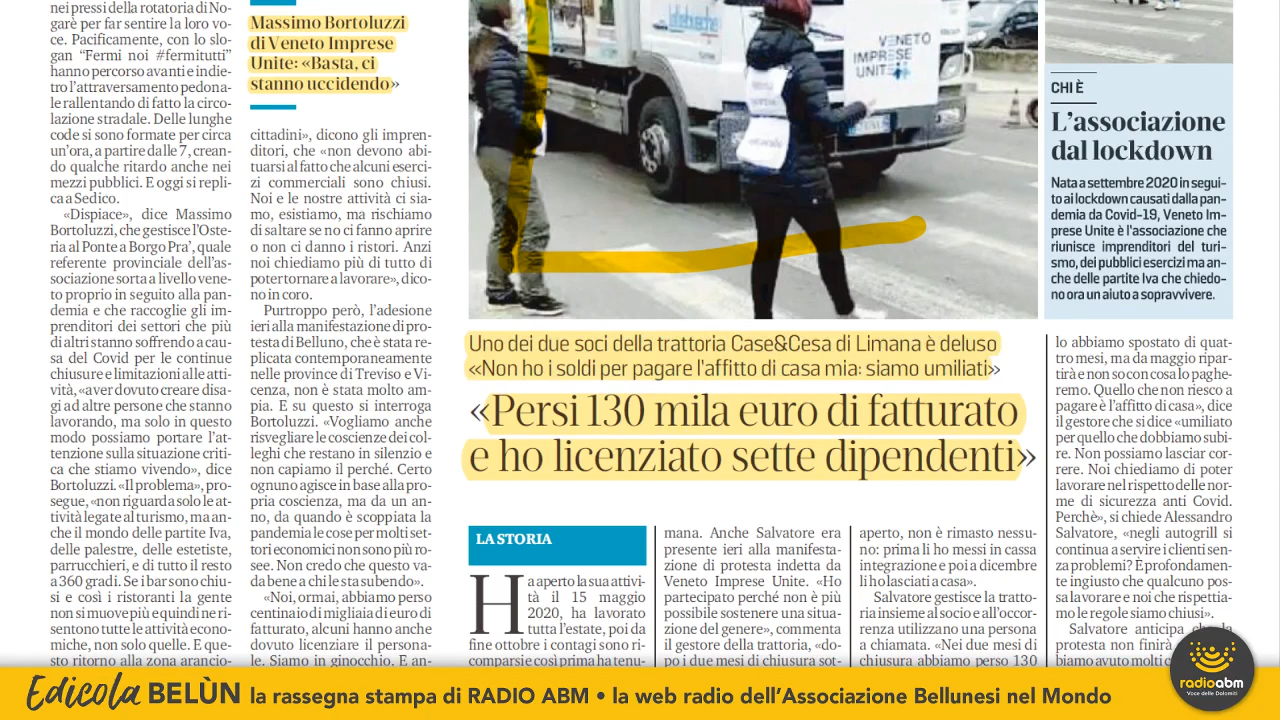 nei pressi della rotatoria di No-
garè per far sentire la loro vo-
ce. Pacificamente, con lo slo-
gan “Fermi noi #fermitutti”
hanno percorso avanti e indie-
tro l’attraversamento pedona-
le rallentando di fatto la circo-
lazione stradale. Delle lunghe
code si sono formate per circa
un’ora, a partire dalle 7, crean-
do qualche ritardo anche nei
mezzi pubblici. E oggi si repli-
ca a Sedico.
«Dispiace», dice Massimo
Bortoluzzi, che gestisce l’Oste-
ria al Ponte a Borgo Pra’, quale
referente provinciale dell’as-
sociazione sorta a livello vene-
to proprio in seguito alla pan-
demia e che raccoglie gli im-
prenditori dei settori che più
di altri stanno soffrendo a cau-
sa del Covid per le continue
chiusure e limitazioni alle atti-
vità, «aver dovuto creare disa-
gi ad altre persone che stanno
lavorando, ma solo in questo
modo possiamo portare l’at-
tenzione sulla situazione criti-
ca che stiamo vivendo», dice
Bortoluzzi. «Il problema», pro-
segue, «non riguarda solo le at-
tività legate al turismo, ma an-
che il mondo delle partite Iva,
delle palestre, delle estetiste,
parrucchieri, e di tutto il resto
a 360 gradi. Se i bar sono chiu-
si e così i ristoranti la gente
non si muove più e quindi ne ri-
sentono tutte le attività econo-
miche, non solo quelle. E que-
sto ritorno alla zona arancio-
Massimo Bortoluzzi
di Veneto Imprese
Unite: «Basta, ci
stanno uccidendo»
cittadini», dicono gli impren-
ditori, che «non devono abi-
tuarsi al fatto che alcuni eserci-
zi commerciali sono chiusi.
Noi e le nostre attività ci sia-
mo, esistiamo, ma rischiamo
di saltare se no ci fanno aprire
o non ci danno i ristori. Anzi
noi chiediamo più di tutto di
poter tornare a lavorare», dico-
no in coro.
Purtroppo però, l’adesione
ieri alla manifestazione di pro-
testa di Belluno, che è stata re-
plicata contemporaneamente
nelle province di Treviso e Vi-
cenza, non è stata molto am-
pia. E su questo si interroga
Bortoluzzi. «Vogliamo anche
risvegliare le coscienze dei col-
leghi che restano in silenzio e
non capiamo il perché. Certo
ognuno agisce in base alla pro-
pria coscienza, ma da un an-
no, da quando è scoppiata la
pandemia le cose per molti set-
tori economici non sono più ro-
see. Non credo che questo va-
da bene a chi le sta subendo».
«Noi, ormai, abbiamo perso
centinaio di migliaia di euro di
fatturato, alcuni hanno anche
dovuto licenziare il persona-
le. Siamo in ginocchio. E an-
VENETO
IMPRESE
UNITE
CHI È
L’associazione
dal lockdown
Nata a settembre 2020 in segui-
to ai lockdown causati dalla pan-
demia da Covid-19, Veneto Im-
prese Unite è l’associazione che
riunisce imprenditori del turi-
smo, dei pubblici esercizi ma an-
che delle partite Iva che chiedo-
no ora un aiuto a sopravvivere.
Uno dei due soci della trattoria Case&Cesa di Limana è deluso
«Non ho i soldi per pagare l’affitto di casa mia: siamo umiliati»
«Persi 130 mila euro di fatturato
e ho licenziato sette dipendenti»
LA STORIA
Ha aperto la sua attivi-
tà il 15 maggio
2020, ha lavorato
tutta l’estate, poi da
fine ottobre i contagi sono ri-
comparsi e così prima ha tenu-
mana. Anche Salvatore era
presente ieri alla manifesta-
zione di protesta indetta da
Veneto Imprese Unite. «Ho
partecipato perché non è più
possibile sostenere una situa-
zione del genere», commenta
il gestore della trattoria, «do-
po i due mesi di chiusura sot-
aperto, non è rimasto nessu-
no: prima li ho messi in cassa
integrazione e poi a dicembre
li ho lasciati a casa».
Salvatore gestisce la tratto-
ria insieme al socio e all’occor-
renza utilizzano una persona
a chiamata. «Nei due mesi di
chiusura abbiamo perso 130
lo abbiamo spostato di quat-
tro mesi, ma da maggio ripar-
tirà e non so con cosa lo paghe-
remo. Quello che non riesco a
pagare è l’affitto di casa», dice
il gestore che si dice «umiliato
per quello che dobbiamo subi-
re. Non possiamo lasciar cor-
rere. Noi chiediamo di poter
lavorare nel rispetto delle nor-
me di sicurezza anti Covid.
Perchè», si chiede Alessandro
Salvatore, «negli autogrill si
continua a servire i clienti sen-
za problemi? È profondamen-
te ingiusto che qualcuno pos-
sa lavorare e noi che rispettia-
mo le regole siamo chiusi».
Salvatore anticipa che la
protesta non finirà
biamo avuto molti
Edicola BELÙN la rassegna stampa di RADIO ABM • la web radio dell’Associazione Bellunesi nel Mondo
radioabm
Voce delle Dolomiti